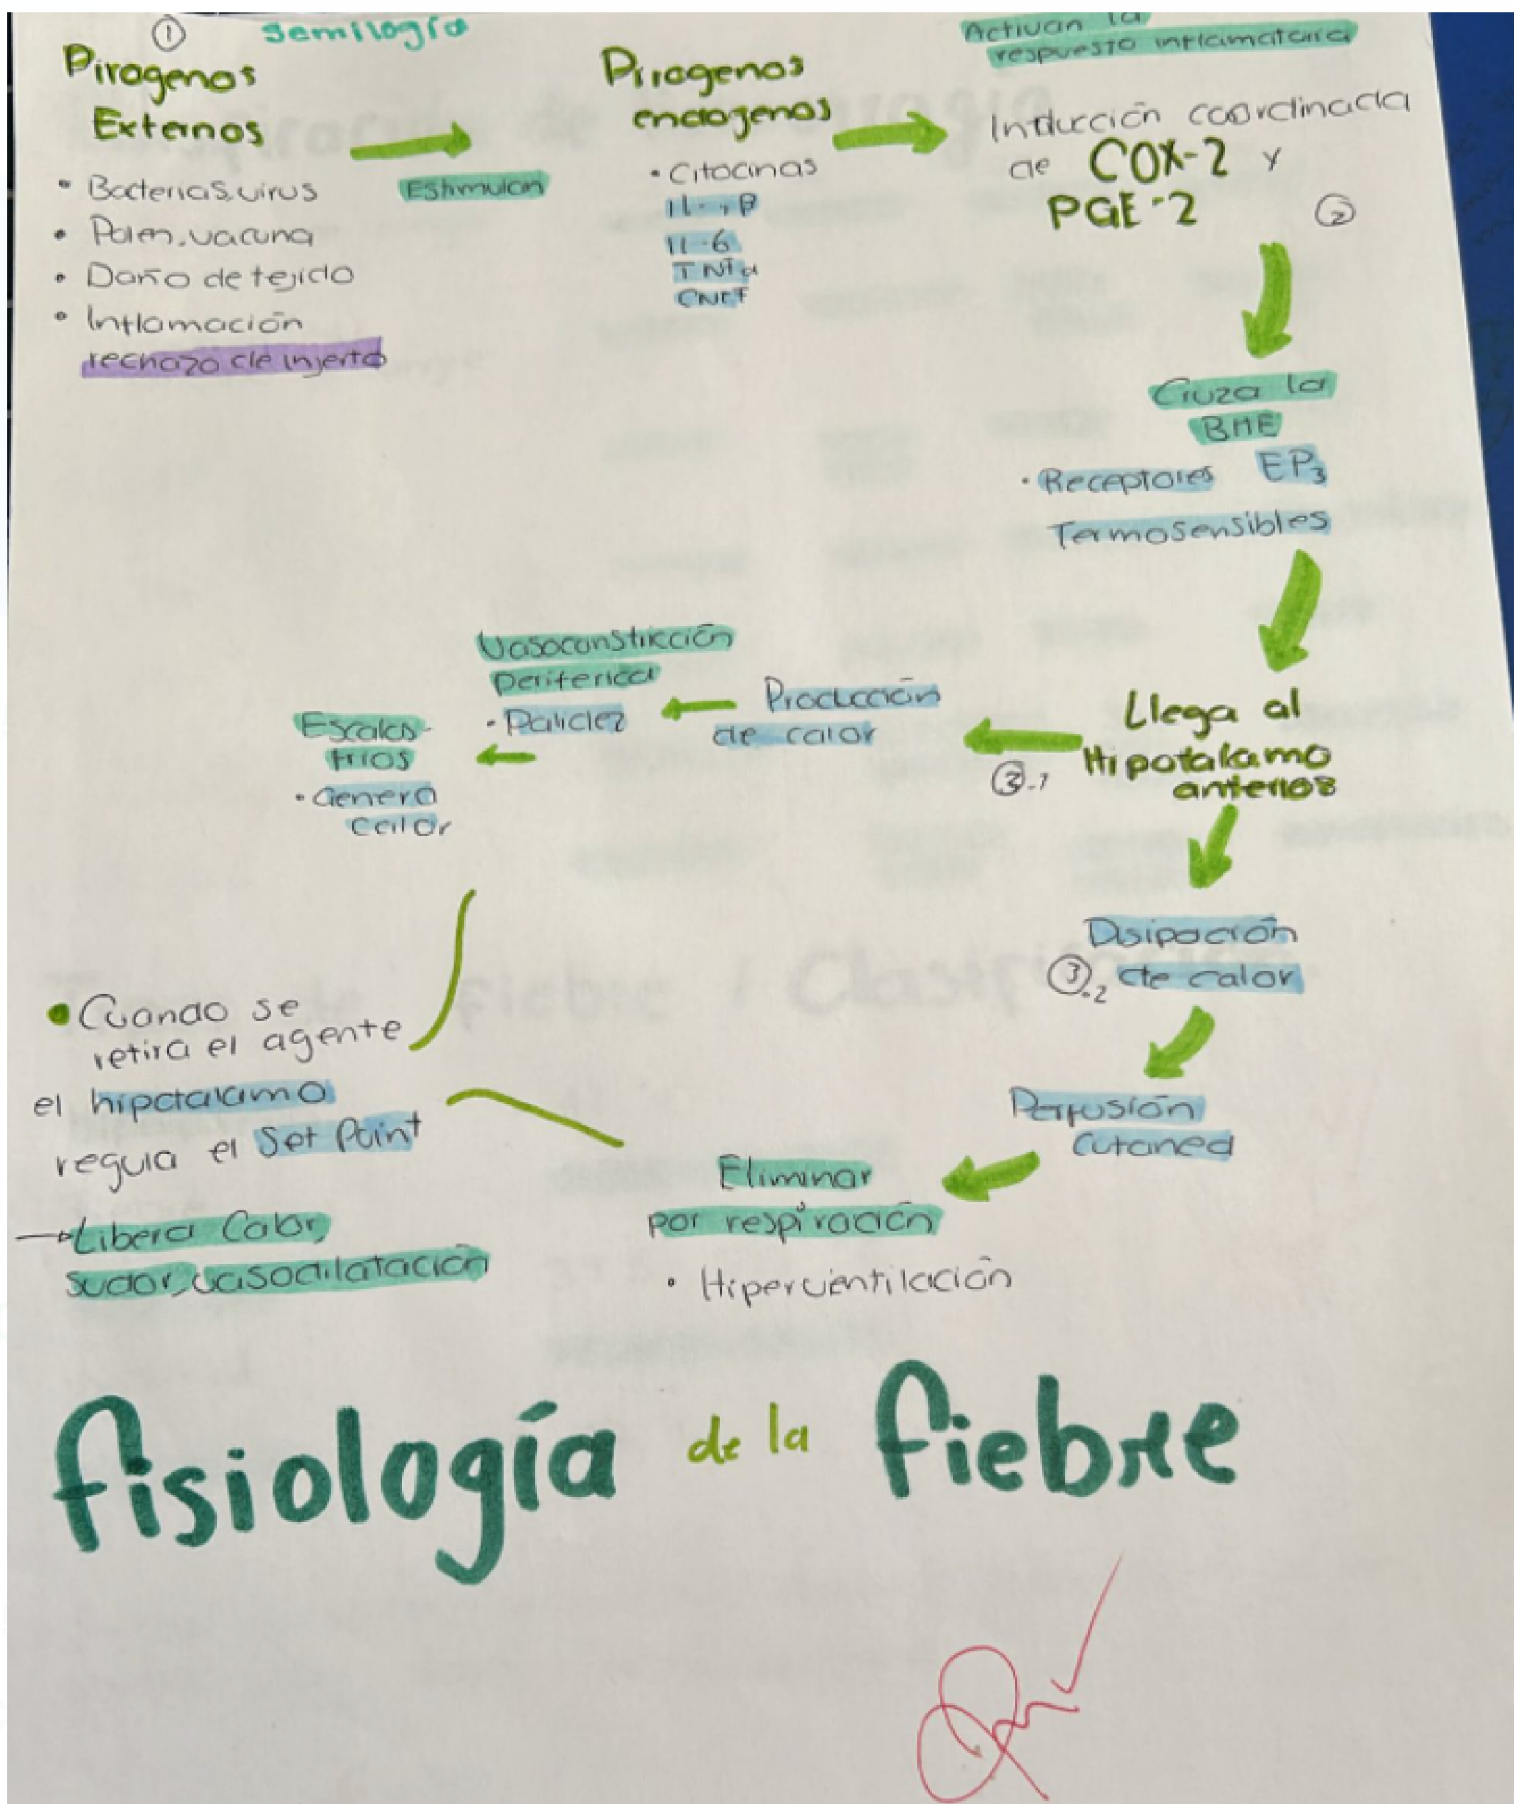 ①
Semilogía
Pirogenos
Externos
• Bacterias, virus
• Polen, vacuna
• Daño de tejido
• Inflamación
rechazo de injerto
Estimulan
Pirogenos
endogenos
• Citocinas
IL-1β
IL-6
TNFα
CNTF
Activan la
respuesta inflamatoria
Inducción coordinada
de COX-2 y
PGE-2
②
Cruza la
BHE
• Receptores EP3
Termosensibles
Llega al
Hipotalamo
anterior
③.1
Producción
de calor
Vasoconstricción
periferica
• Palidez
Escalos-
frios
• Genera
calor
Disipación
③.2 de calor
Perfusión
Cutanea
Eliminar
por respiración
• Hiperventilación
• Cuando se
retira el agente
el hipotalamo
regula el Set Point
→ Libera Calor,
sudor, vasodilatación
fisiología de la fiebre